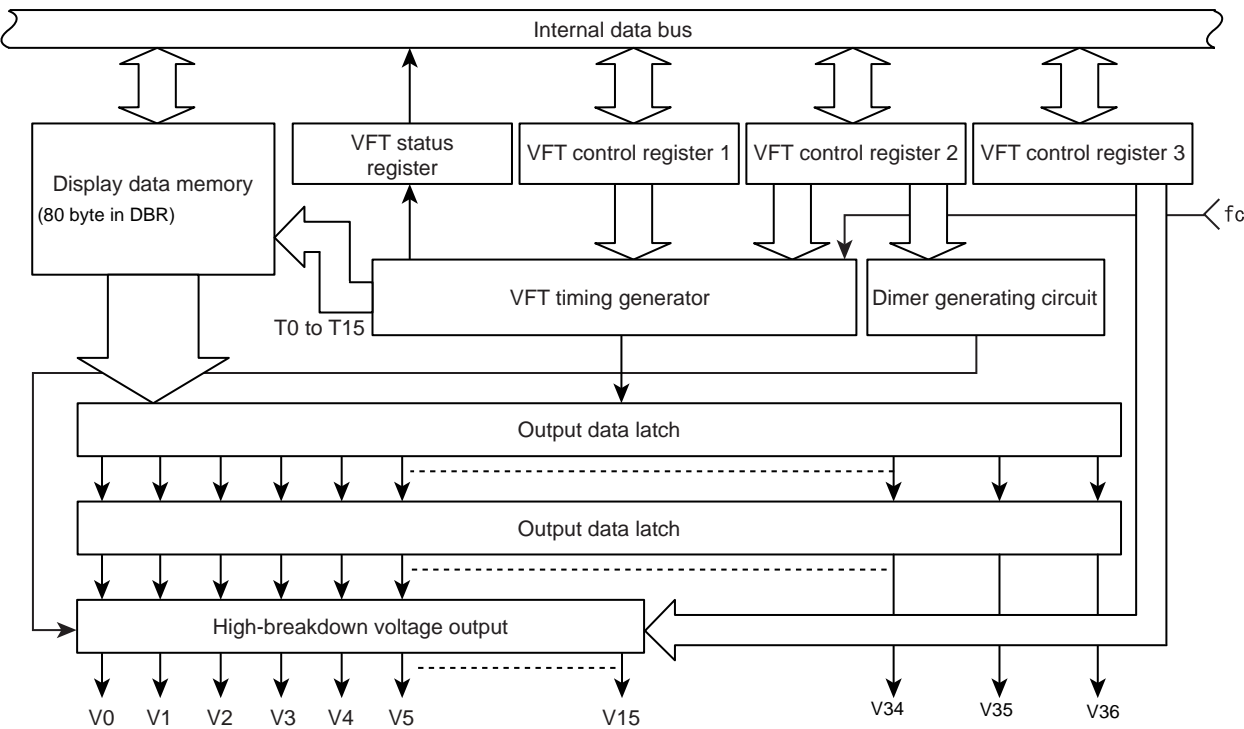 Internal data bus
Display data memory
(80 byte in DBR)
VFT status
register
VFT control register 1
VFT control register 2
VFT control register 3
fc
T0 to T15
VFT timing generator
Dimer generating circuit
Output data latch
Output data latch
High-breakdown voltage output
V0
V1
V2
V3
V4
V5
V15
V34
V35
V36